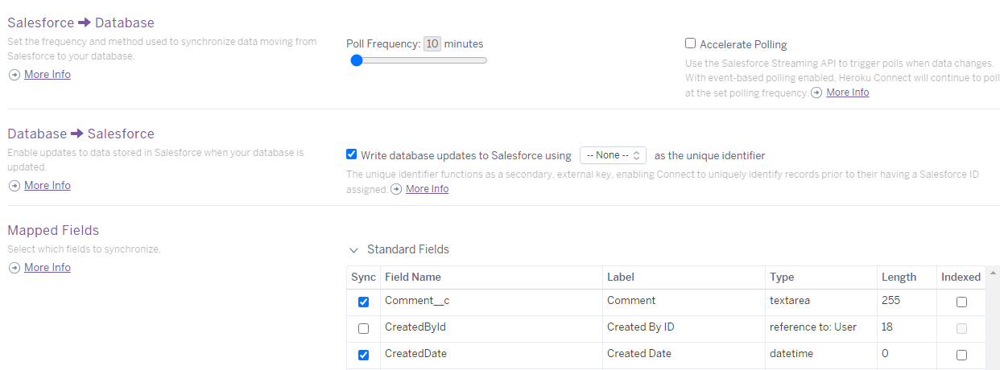 Salesforce → Database
Set the frequency and method used to synchronize data moving from
Salesforce to your database.
More Info
Poll Frequency: 10 minutes
Accelerate Polling
Use the Salesforce Streaming API to trigger polls when data changes.
With event-based polling enabled, Heroku Connect will continue to poll
at the set polling frequency. More Info
Database → Salesforce
Enable updates to data stored in Salesforce when your database is
updated.
More Info
Write database updates to Salesforce using -- None -- as the unique identifier
The unique identifier functions as a secondary, external key, enabling Connect to uniquely identify records prior to their having a Salesforce ID
assigned. More Info
Mapped Fields
Select which fields to synchronize.
More Info
Standard Fields
Sync Field Name Label Type Length Indexed
Comment__c Comment textarea 255
CreatedById Created By ID reference to: User 18
CreatedDate Created Date datetime 0